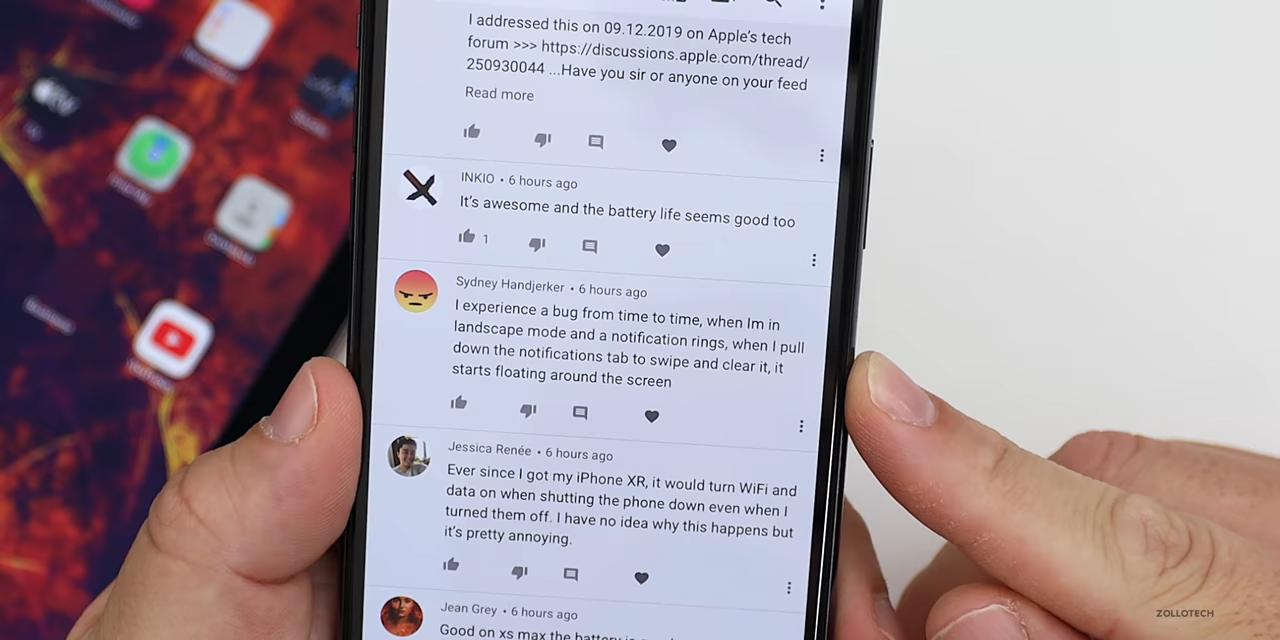 I addressed this on 09.12.2019 on Apple's tech
forum >>> https://discussions.apple.com/thread/
250930044 ...Have you sir or anyone on your feed
Read more
INKIO • 6 hours ago
It's awesome and the battery life seems good too
1
Sydney Handjerker • 6 hours ago
I experience a bug from time to time, when Im in
landscape mode and a notification rings, when I pull
down the notifications tab to swipe and clear it, it
starts floating around the screen
Jessica Renée • 6 hours ago
Ever since I got my iPhone XR, it would turn WiFi and
data on when shutting the phone down even when I
turned them off. I have no idea why this happens but
it's pretty annoying.
Jean Grey • 6 hours ago
Good on xs max the battery is
ZOLLOTECH